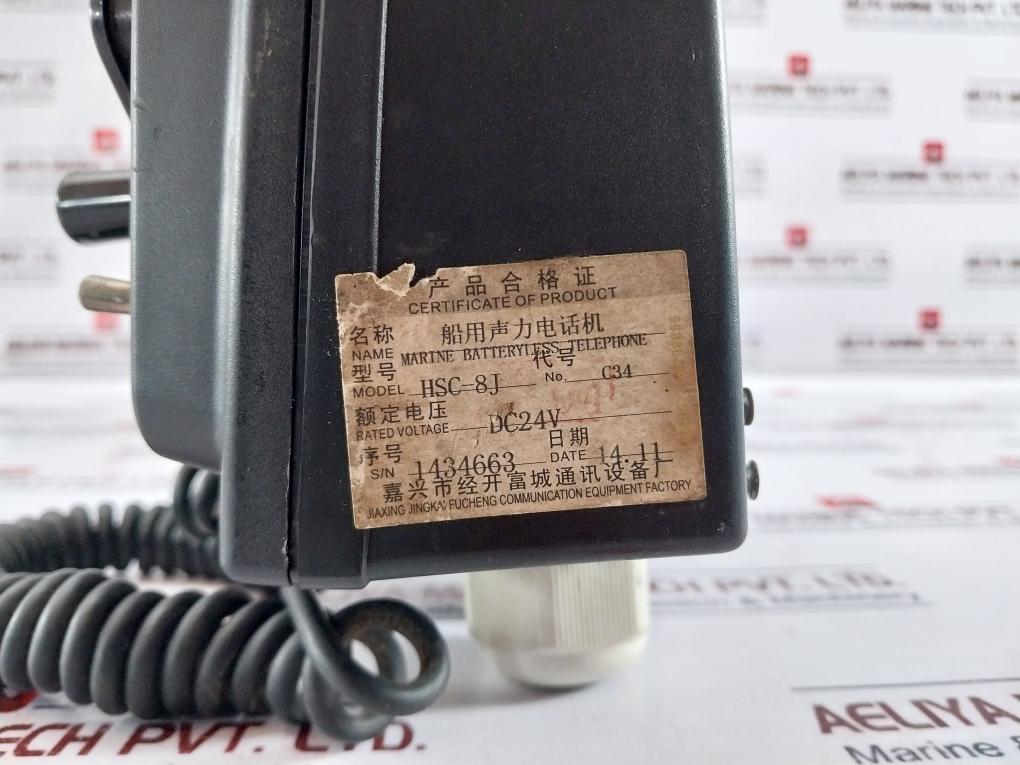 产品合格证
CERTIFICATE OF PRODUCT
名称 船用声力电话机
NAME MARINE BATTERYLESS TELEPHONE
型号 代号
MODEL HSC-8J No. C34
额定电压
RATED VOLTAGE DC24V
序号 日期
S/N 1434663 DATE 14.11
嘉兴市经开富城通讯设备厂
JIAXING JINGKAI FUCHENG COMMUNICATION EQUIPMENT FACTORY
TECH PVT. LTD.
AELIYA
Marine &